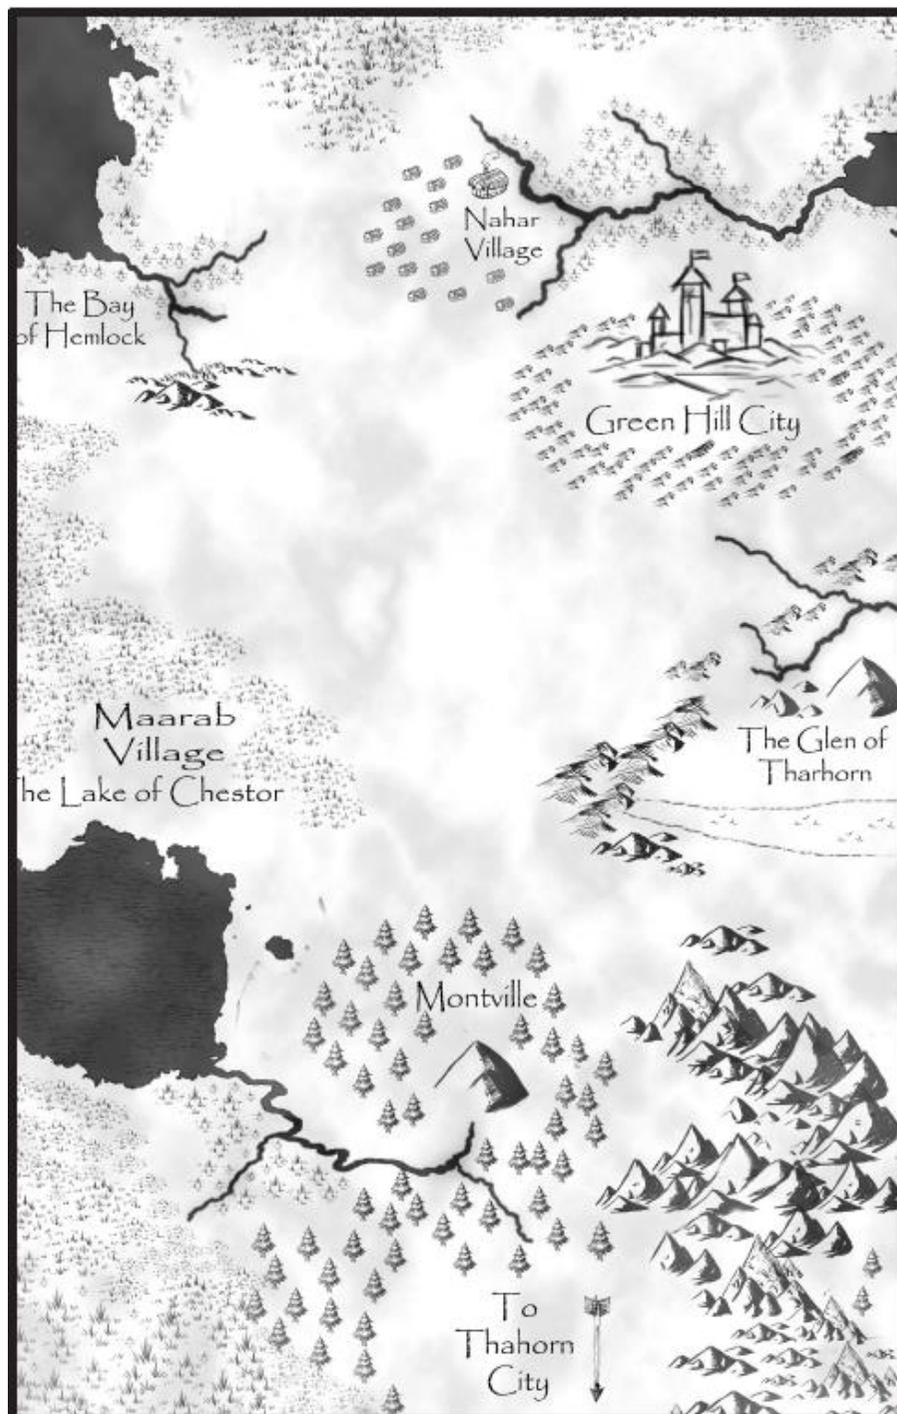 Nahar
Village
The Bay
of Hemlock
Green Hill City
Maarab
Village
The Glen of
Tharhorn
he Lake of Chestor
Montville
To
Thahorn
City